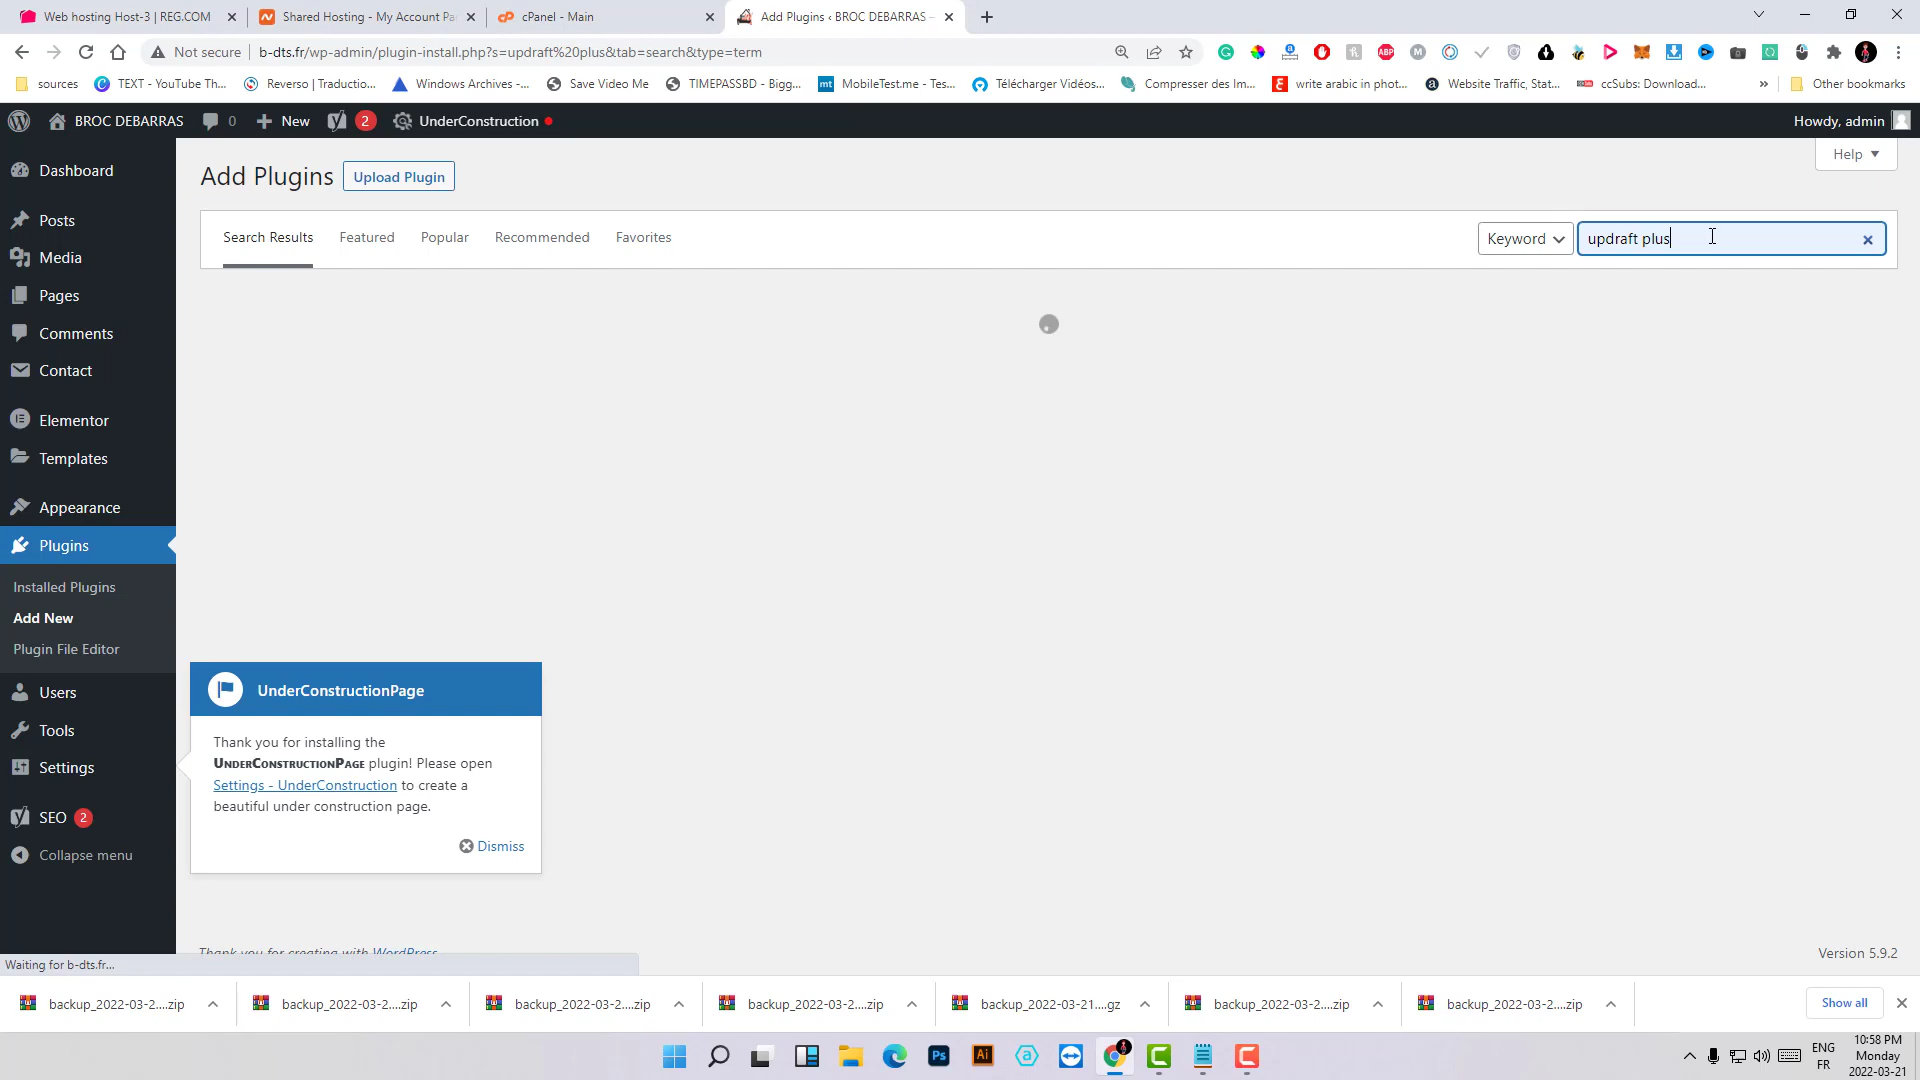 Web hosting Host-3 | REG.COM
Shared Hosting - My Account Pa
cPanel - Main
Add Plugins ‹ BROC DEBARRAS –
Not secure
b-dts.fr/wp-admin/plugin-install.php?s=updraft%20plus&tab=search&type=term
sources
TEXT - YouTube Th...
Reverso | Traductio...
Windows Archives -...
Save Video Me
TIMEPASSBD - Bigg...
MobileTest.me - Tes...
Télécharger Vidéos...
Compresser des Im...
write arabic in phot...
Website Traffic, Stat...
ccSubs: Download...
»
Other bookmarks
BROC DEBARRAS
0
New
2
UnderConstruction
Howdy, admin
Dashboard
Posts
Media
Pages
Comments
Contact
Elementor
Templates
Appearance
Plugins
Installed Plugins
Add New
Plugin File Editor
Users
Tools
Settings
SEO 2
Collapse menu
Help
Add Plugins
Upload Plugin
Search Results
Featured
Popular
Recommended
Favorites
Keyword
updraft plus
UnderConstructionPage
Thank you for installing the
UnderConstructionPage plugin! Please open
Settings - UnderConstruction to create a
beautiful under construction page.
Dismiss
Thank you for creating with WordPress
Version 5.9.2
Waiting for b-dts.fr...
backup_2022-03-2....zip
backup_2022-03-2....zip
backup_2022-03-2....zip
backup_2022-03-2....zip
backup_2022-03-21....gz
backup_2022-03-2....zip
backup_2022-03-2....zip
Show all
Ps
Ai
ENG
FR
10:58 PM
Monday
2022-03-21